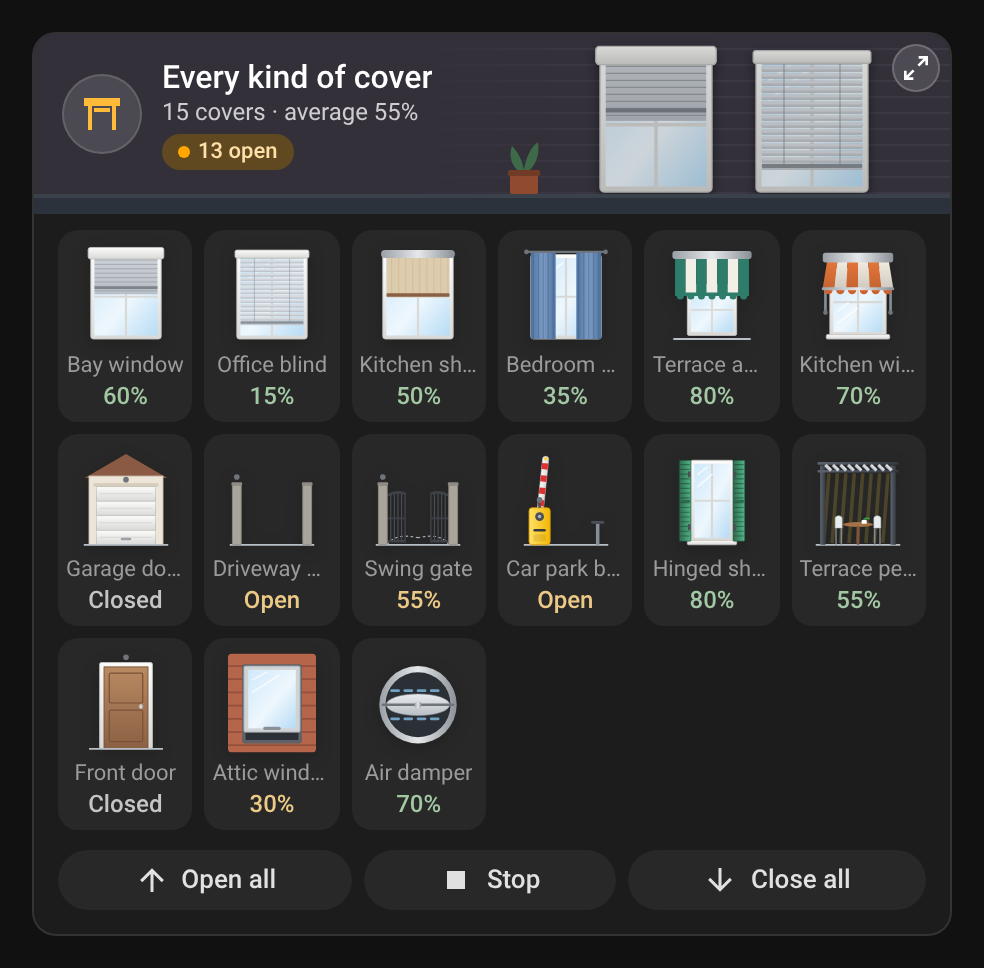 Every kind of cover
15 covers · average 55%
13 open
Bay window
60%
Office blind
15%
Kitchen sh...
50%
Bedroom ...
35%
Terrace a...
80%
Kitchen wi...
70%
Garage do...
Closed
Driveway ...
Open
Swing gate
55%
Car park b...
Open
Hinged sh...
80%
Terrace pe...
55%
Front door
Closed
Attic wind...
30%
Air damper
70%
Open all
Stop
Close all